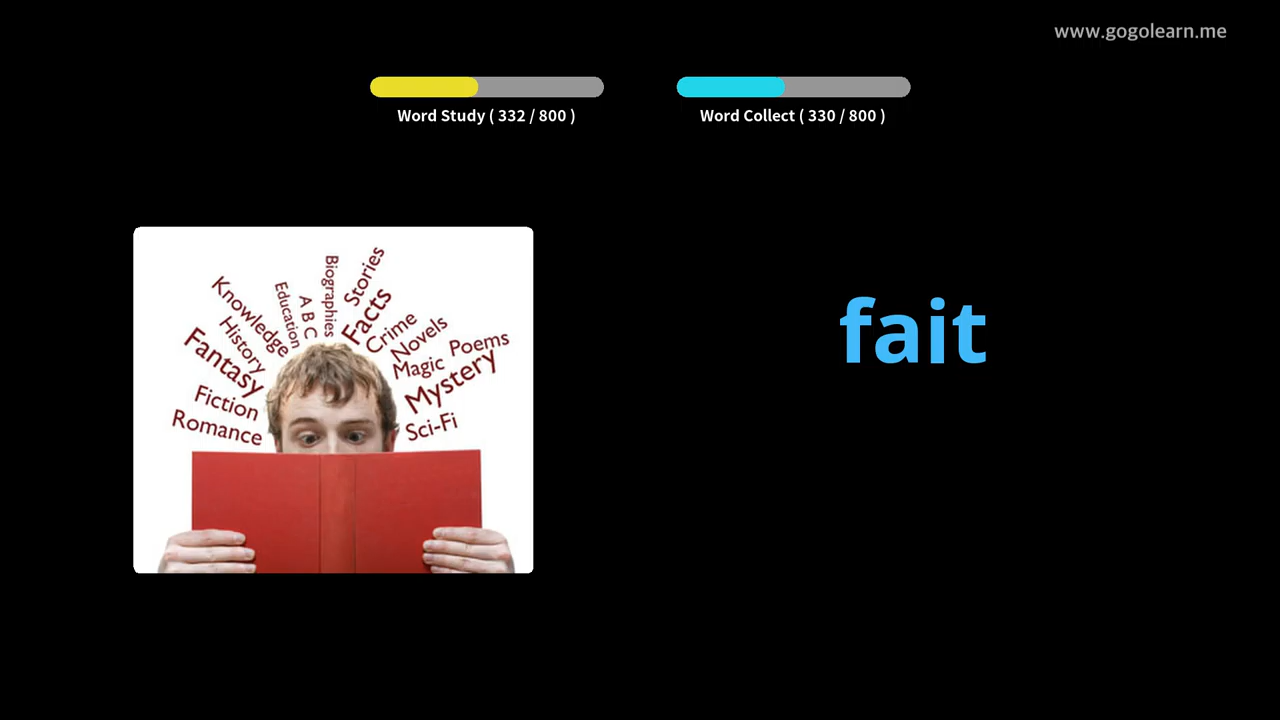 www.gogolearn.me
Word Study ( 332 / 800 )
Word Collect ( 330 / 800 )
Biographies
Stories
Education
A B C
Facts
Knowledge
History
Crime
Novels
Fantasy
Magic
Poems
Mystery
Fiction
Romance
Sci-Fi
fait